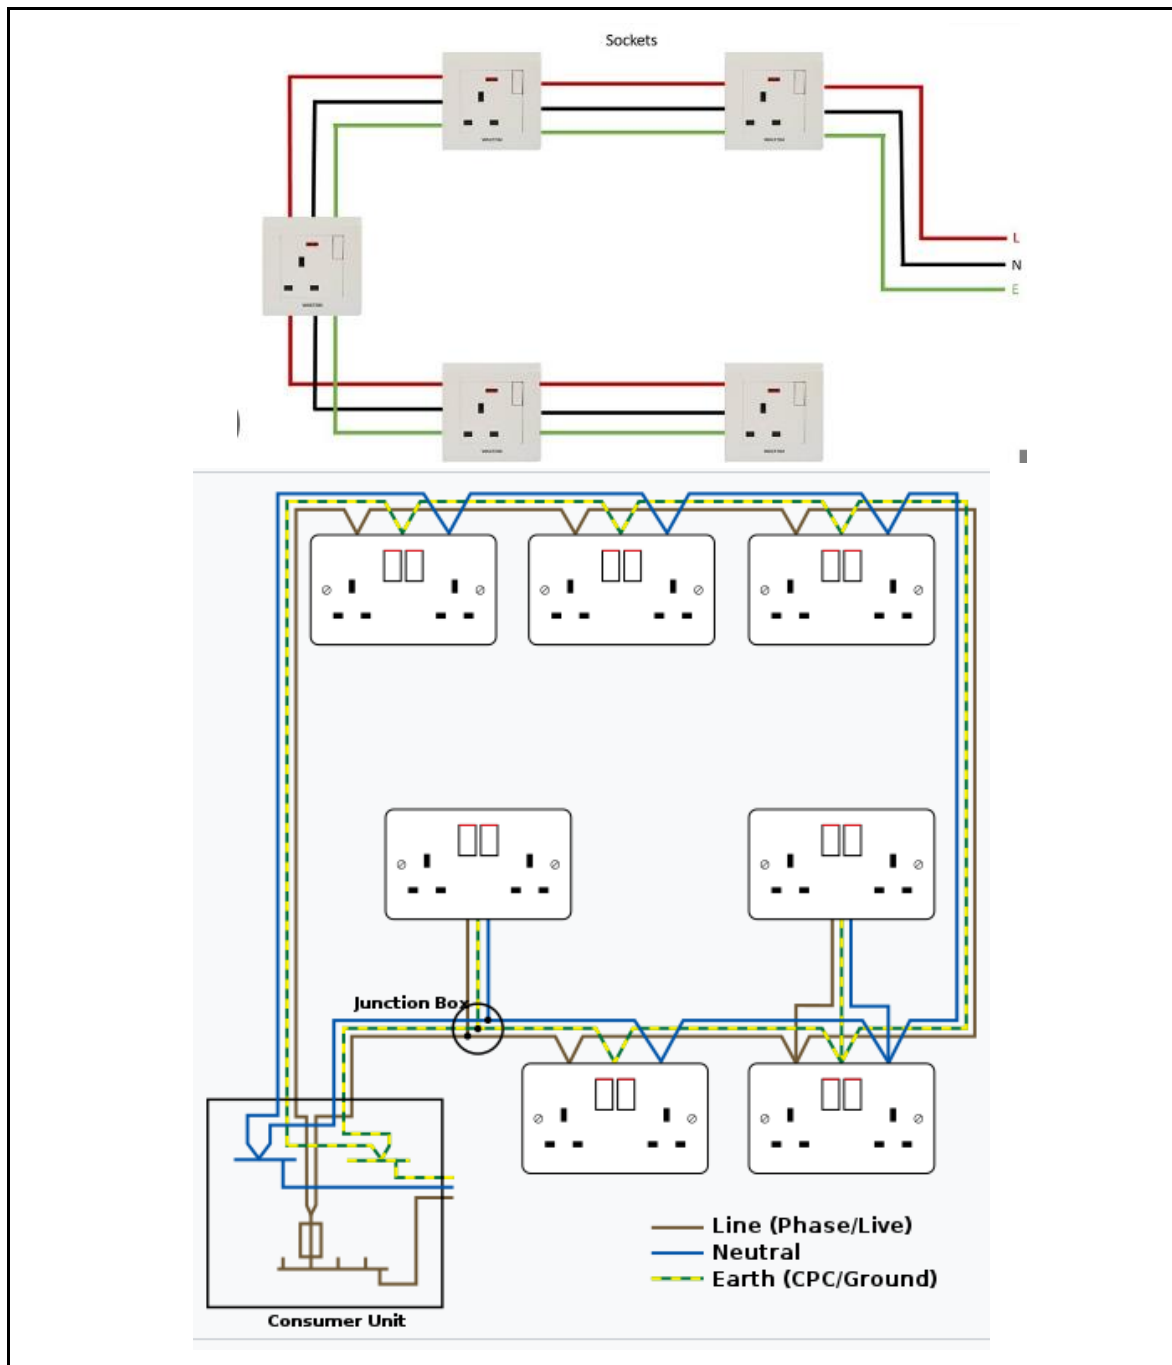 Sockets
L
N
E
)
Junction Box
Line (Phase/Live)
Neutral
Earth (CPC/Ground)
Consumer Unit